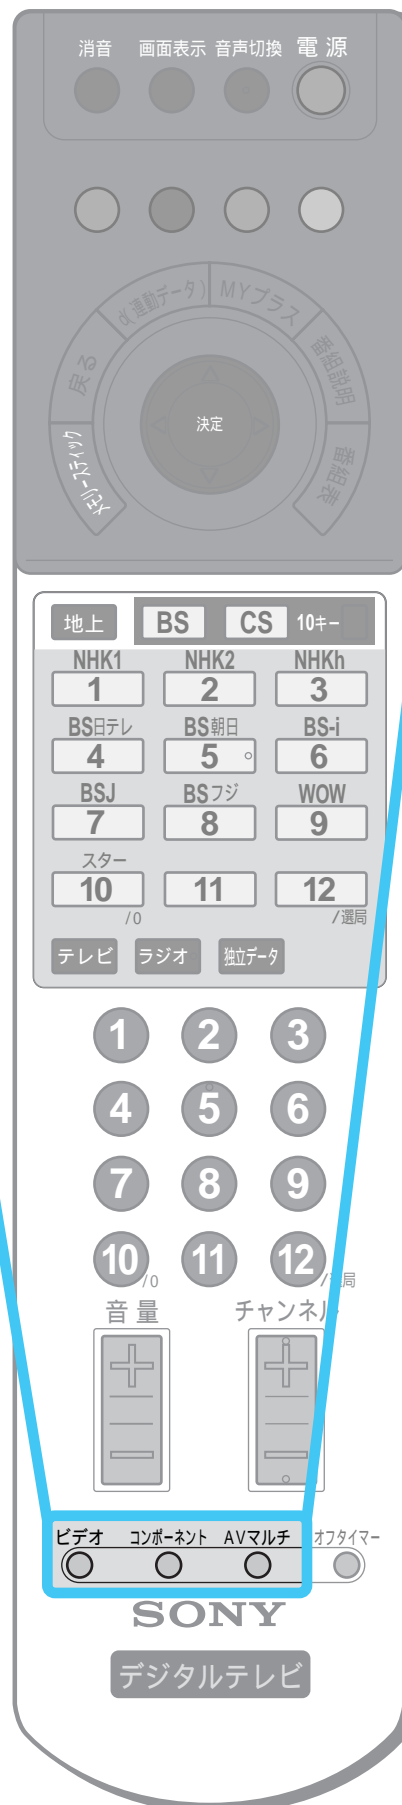 消音 画面表示 音声切換 電源
d(連動データ) MYプラス
戻る 番組説明
メモリースティック 決定 番組表
地上 BS CS 10キー
NHK1 NHK2 NHKh
1 2 3
BS日テレ BS朝日 BS-i
4 5 6
BSJ BSフジ WOW
7 8 9
スター
10 11 12
/0 /選局
テレビ ラジオ 独立データ
1 2 3
4 5 6
7 8 9
10 11 12
/0 /選局
音量 チャンネル
+ +
- -
ビデオ コンポーネント AVマルチ オフタイマー
SONY
デジタルテレビ